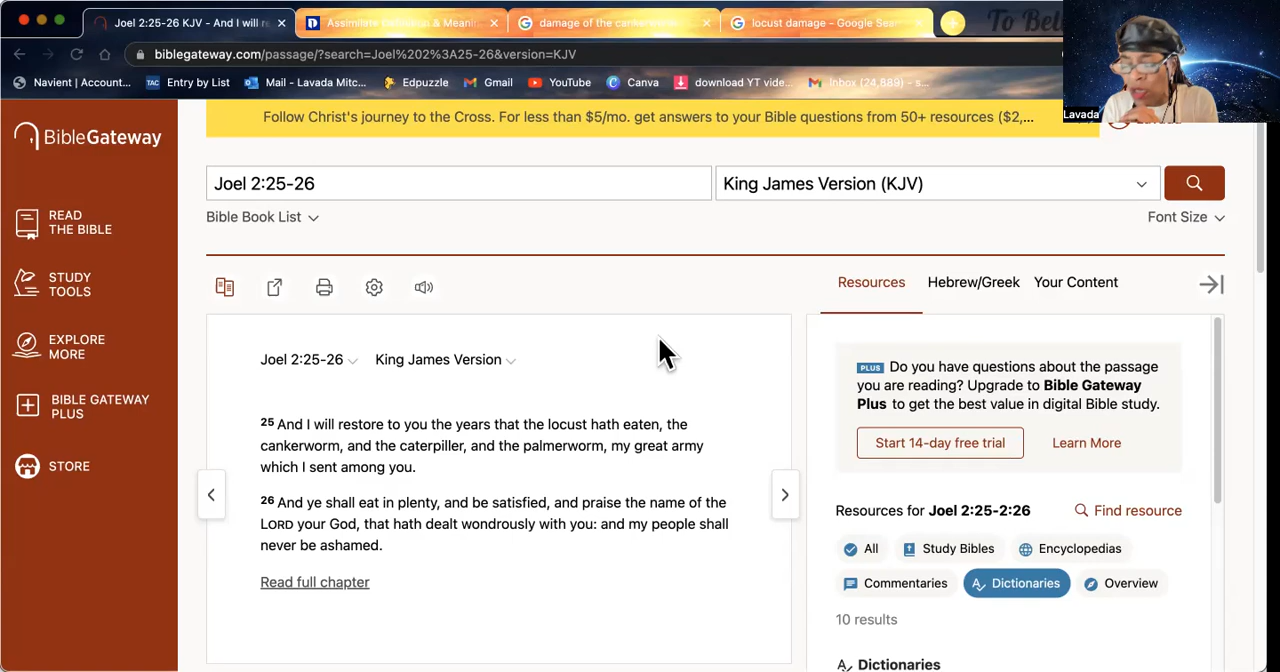 Joel 2:25-26 KJV - And I will re
Assimilate Definition & Meani
damage of the cankerwo
locust damage - Google Sear
To Bel
biblegateway.com/passage/?search=Joel%202%3A25-26&version=KJV
Navient | Account...
Entry by List
Mail - Lavada Mitc...
Edpuzzle
Gmail
YouTube
Canva
download YT vide...
Inbox (24,889) - s...
Lavada
BibleGateway
Follow Christ's journey to the Cross. For less than $5/mo. get answers to your Bible questions from 50+ resources ($2,...
Joel 2:25-26
King James Version (KJV)
Bible Book List
Font Size
READ
THE BIBLE
STUDY
TOOLS
EXPLORE
MORE
BIBLE GATEWAY
PLUS
STORE
Resources
Hebrew/Greek
Your Content
Joel 2:25-26
King James Version
25 And I will restore to you the years that the locust hath eaten, the
cankerworm, and the caterpiller, and the palmerworm, my great army
which I sent among you.
26 And ye shall eat in plenty, and be satisfied, and praise the name of the
LORD your God, that hath dealt wondrously with you: and my people shall
never be ashamed.
Read full chapter
PLUS Do you have questions about the passage
you are reading? Upgrade to Bible Gateway
Plus to get the best value in digital Bible study.
Start 14-day free trial
Learn More
Resources for Joel 2:25-2:26
Find resource
All
Study Bibles
Encyclopedias
Commentaries
Dictionaries
Overview
10 results
Dictionaries